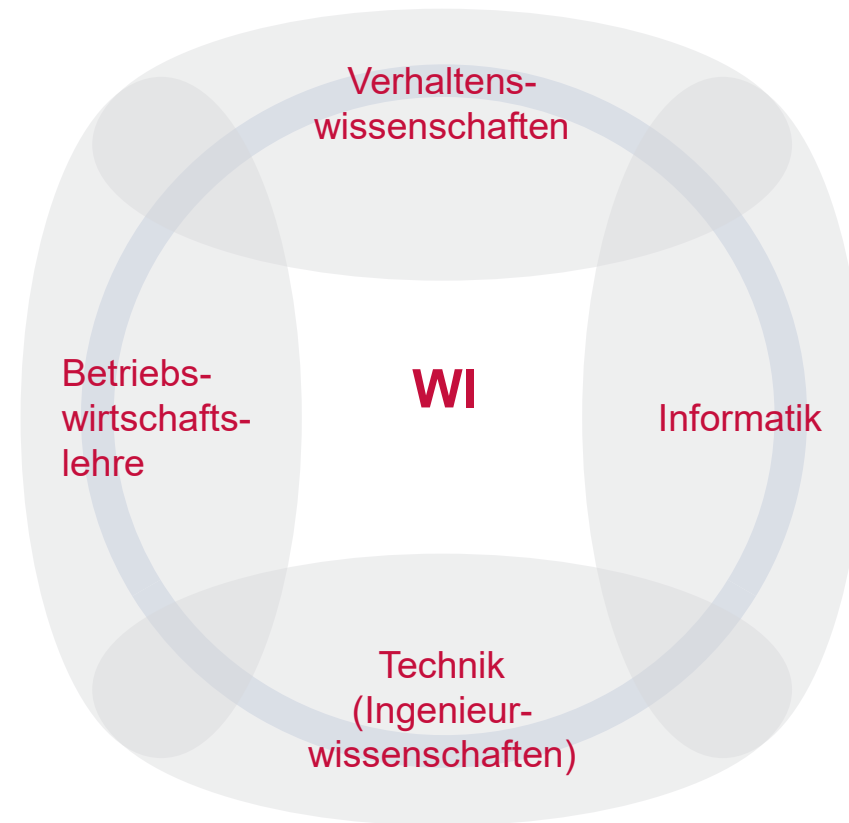 Verhaltens-
wissenschaften
Betriebs-
wirtschafts-
lehre
WI
Informatik
Technik
(Ingenieur-
wissenschaften)